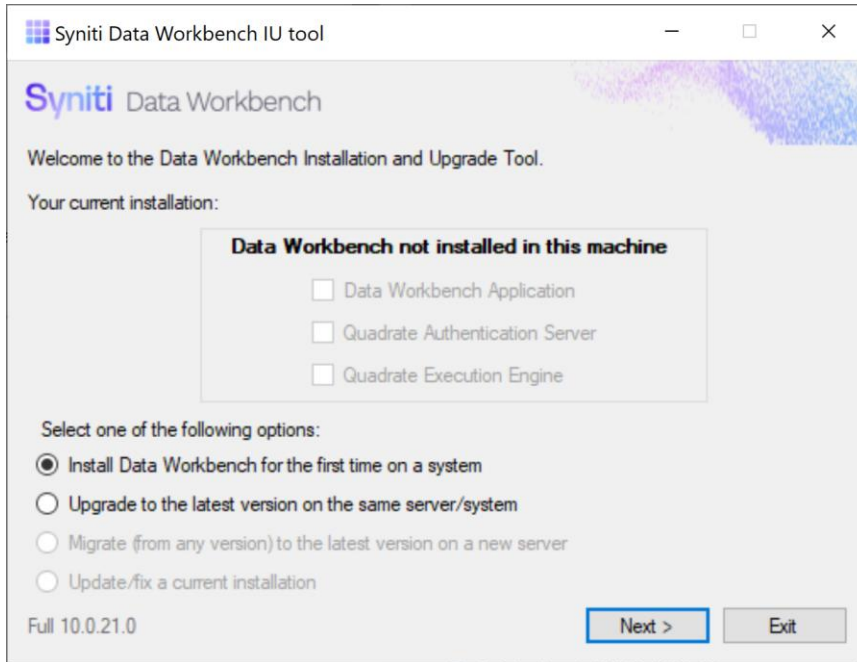 Syniti Data Workbench IU tool
Syniti Data Workbench
Welcome to the Data Workbench Installation and Upgrade Tool.
Your current installation:
Data Workbench not installed in this machine
Data Workbench Application
Quadrate Authentication Server
Quadrate Execution Engine
Select one of the following options:
Install Data Workbench for the first time on a system
Upgrade to the latest version on the same server/system
Migrate (from any version) to the latest version on a new server
Update/fix a current installation
Full 10.0.21.0
Next >
Exit